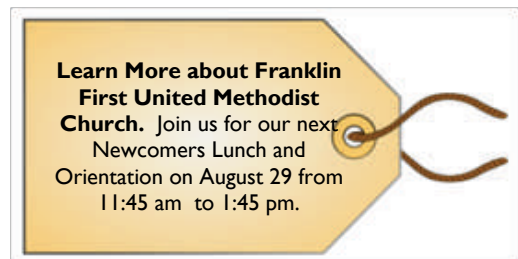 Learn More about Franklin
First United Methodist
Church. Join us for our next
Newcomers Lunch and
Orientation on August 29 from
11:45 am to 1:45 pm.